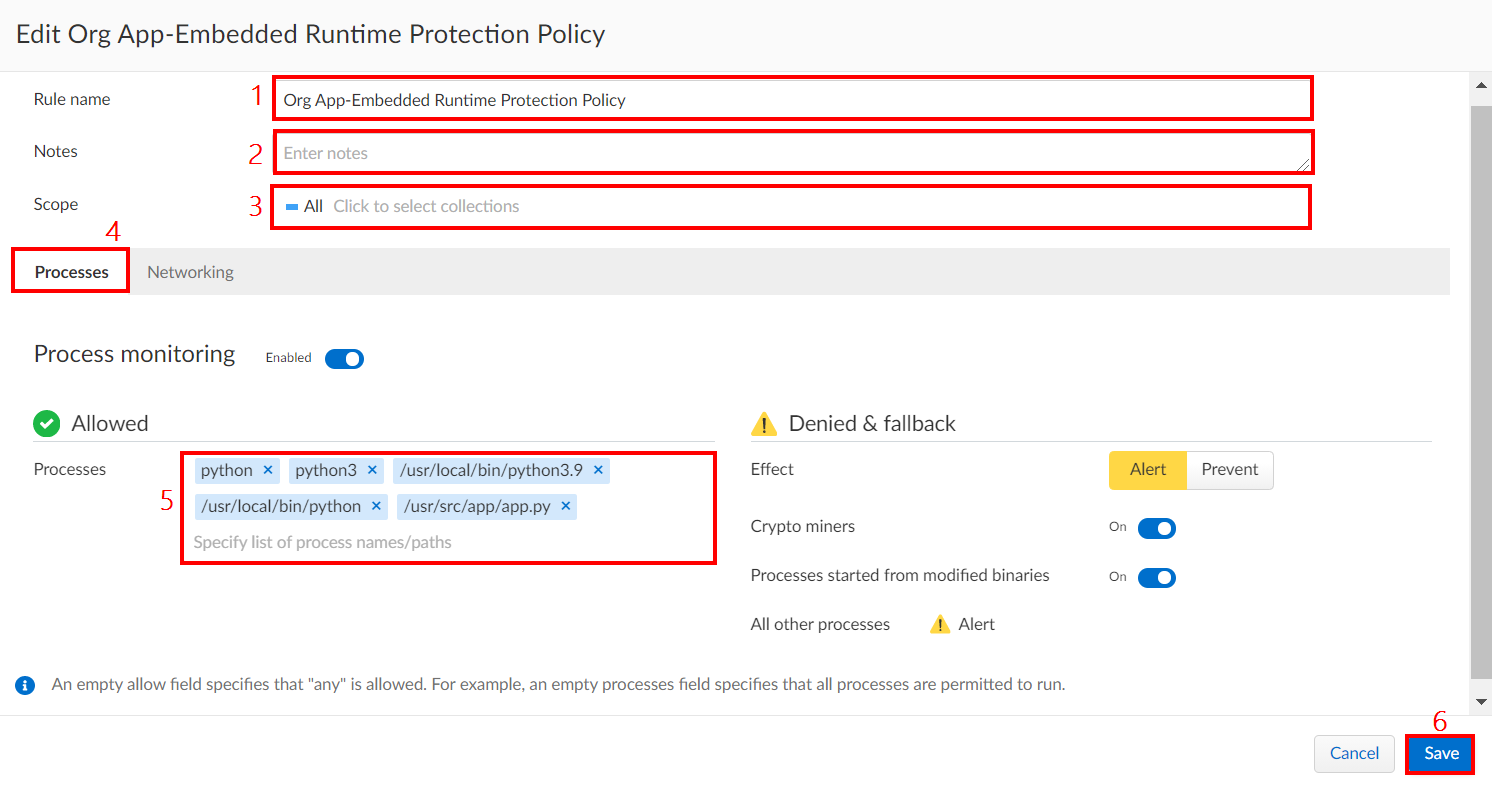 Edit Org App-Embedded Runtime Protection Policy
Rule name 1 Org App-Embedded Runtime Protection Policy
Notes 2 Enter notes
Scope 3 All Click to select collections
4
Processes Networking
Process monitoring Enabled
Allowed
Processes 5 python × python3 × /usr/local/bin/python3.9 ×
/usr/local/bin/python × /usr/src/app/app.py ×
Specify list of process names/paths
Denied & fallback
Effect Alert Prevent
Crypto miners On
Processes started from modified binaries On
All other processes Alert
An empty allow field specifies that "any" is allowed. For example, an empty processes field specifies that all processes are permitted to run.
6
Cancel Save